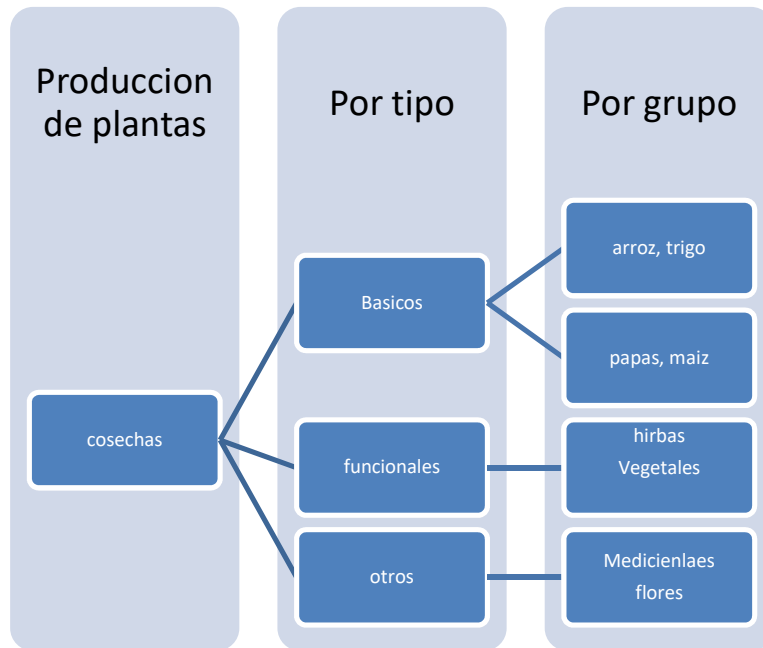 Produccion
de plantas
Por tipo
Por grupo
cosechas
Basicos
arroz, trigo
papas, maiz
funcionales
hirbas
Vegetales
otros
Medicienlaes
flores